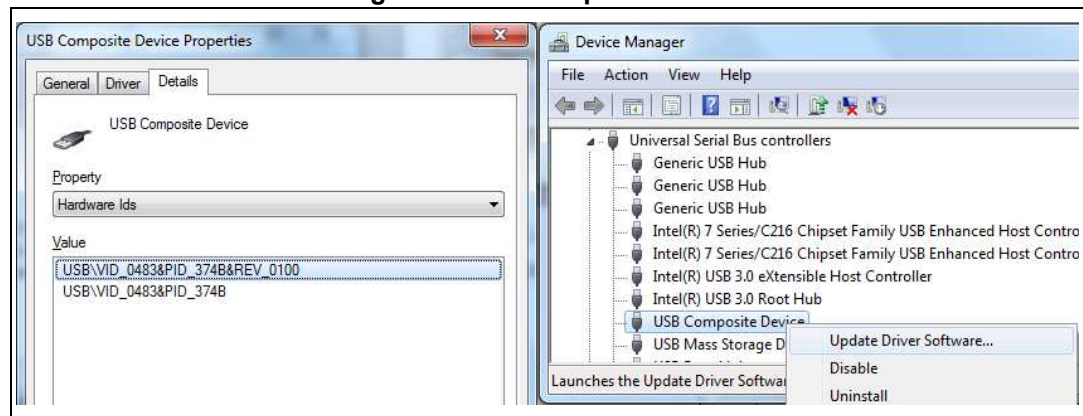 USB Composite Device Properties
General Driver Details
USB Composite Device
Property
Hardware Ids
Value
USB\VID_0483&PID_374B&REV_0100
USB\VID_0483&PID_374B
Device Manager
File Action View Help
Universal Serial Bus controllers
Generic USB Hub
Generic USB Hub
Generic USB Hub
Intel(R) 7 Series/C216 Chipset Family USB Enhanced Host Contro
Intel(R) 7 Series/C216 Chipset Family USB Enhanced Host Contro
Intel(R) USB 3.0 eXtensible Host Controller
Intel(R) USB 3.0 Root Hub
USB Composite Device
USB Mass Storage D
Update Driver Software...
Disable
Uninstall
Launches the Update Driver Softwa